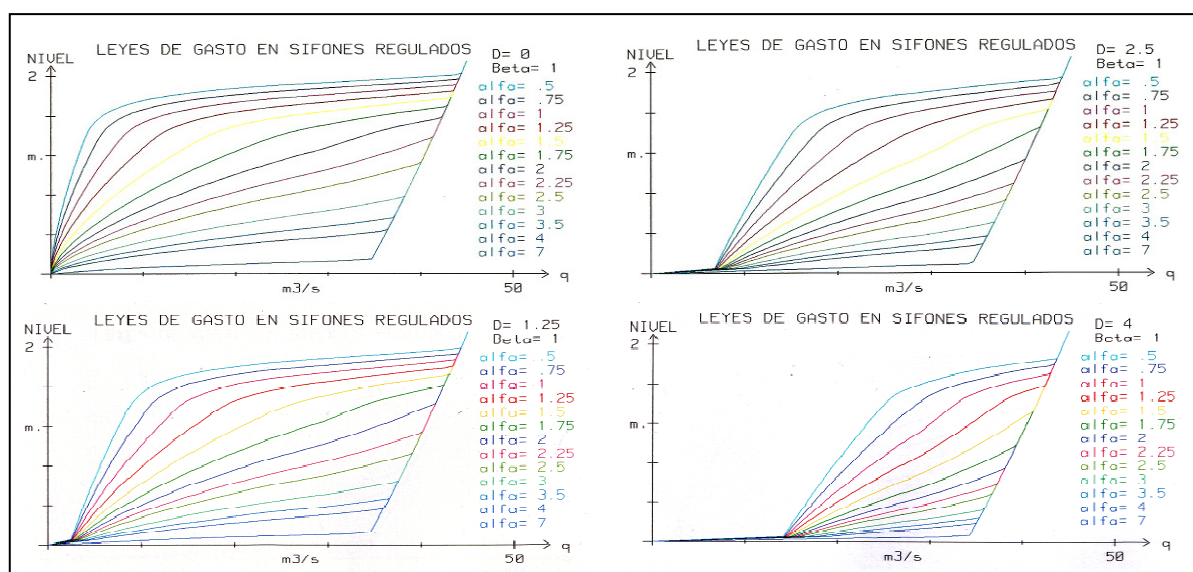 LEYES DE GASTO EN SIFONES REGULADOS
NIVEL
2
m.
m3/s
50
q
D= 0
Beta= 1
alfa= .5
alfa= .75
alfa= 1
alfa= 1.25
alfa= 1.5
alfa= 1.75
alfa= 2
alfa= 2.25
alfa= 2.5
alfa= 3
alfa= 3.5
alfa= 4
alfa= 7
LEYES DE GASTO EN SIFONES REGULADOS
NIVEL
2
m.
m3/s
50
q
D= 2.5
Beta= 1
alfa= .5
alfa= .75
alfa= 1
alfa= 1.25
alfa= 1.5
alfa= 1.75
alfa= 2
alfa= 2.25
alfa= 2.5
alfa= 3
alfa= 3.5
alfa= 4
alfa= 7
LEYES DE GASTO EN SIFONES REGULADOS
NIVEL
2
m.
m3/s
50
q
D= 1.25
Beta= 1
alfa= .5
alfa= .75
alfa= 1
alfa= 1.25
alfa= 1.5
alfa= 1.75
alfa= 2
alfa= 2.25
alfa= 2.5
alfa= 3
alfa= 3.5
alfa= 4
alfa= 7
LEYES DE GASTO EN SIFONES REGULADOS
NIVEL
2
m.
m3/s
50
q
D= 4
Beta= 1
alfa= .5
alfa= .75
alfa= 1
alfa= 1.25
alfa= 1.5
alfa= 1.75
alfa= 2
alfa= 2.25
alfa= 2.5
alfa= 3
alfa= 3.5
alfa= 4
alfa= 7